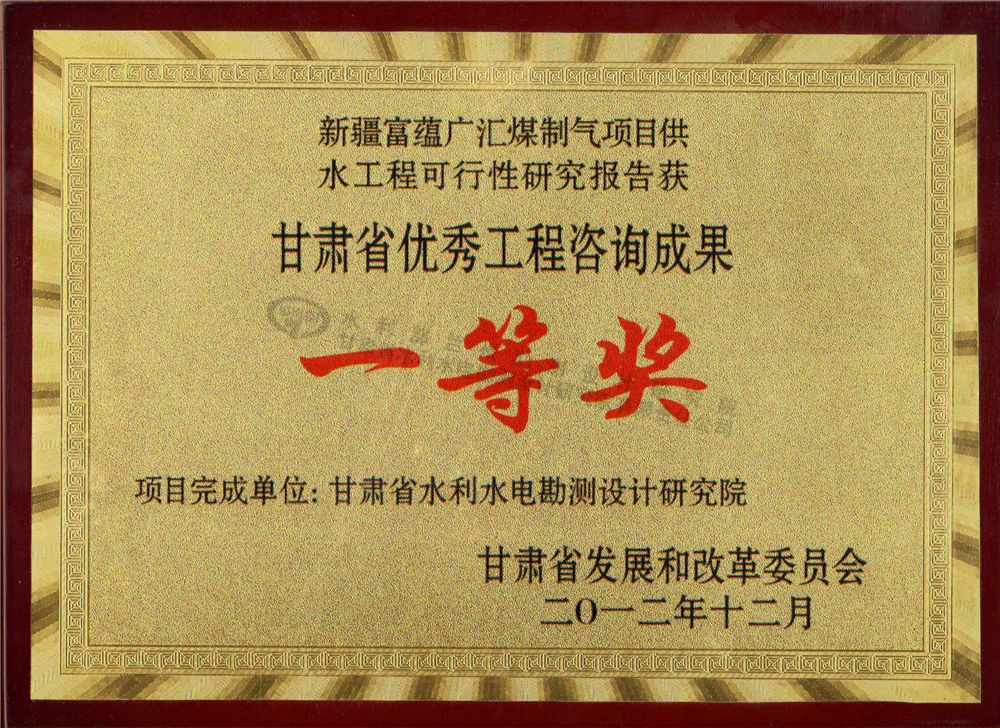 新疆富蕴广汇煤制气项目供
水工程可行性研究报告获
甘肃省优秀工程咨询成果
一等奖
项目完成单位：甘肃省水利水电勘测设计研究院
甘肃省发展和改革委员会
二O一二年十二月